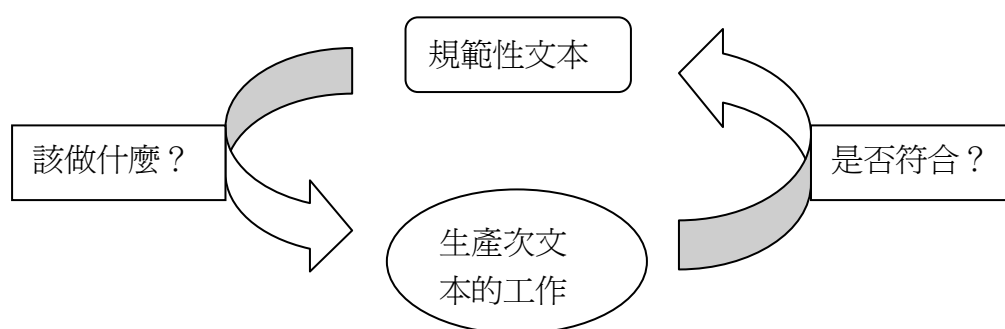 規範性文本
該做什麼？
是否符合？
生產次文
本的工作